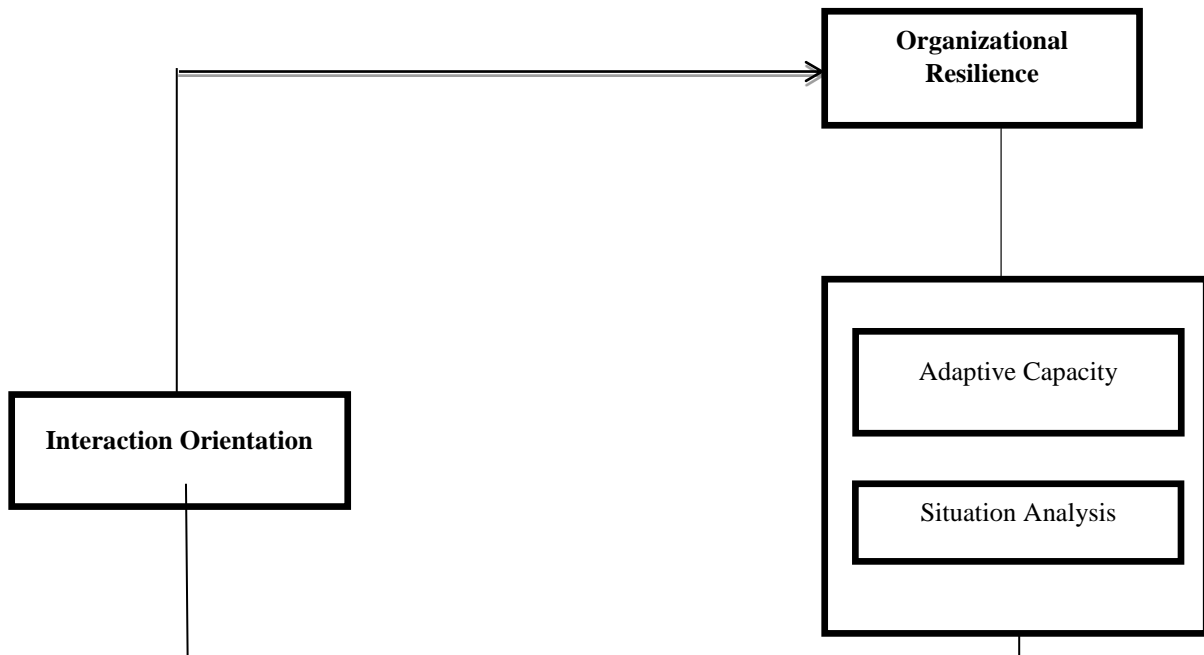 Organizational
Resilience
Adaptive Capacity
Interaction Orientation
Situation Analysis